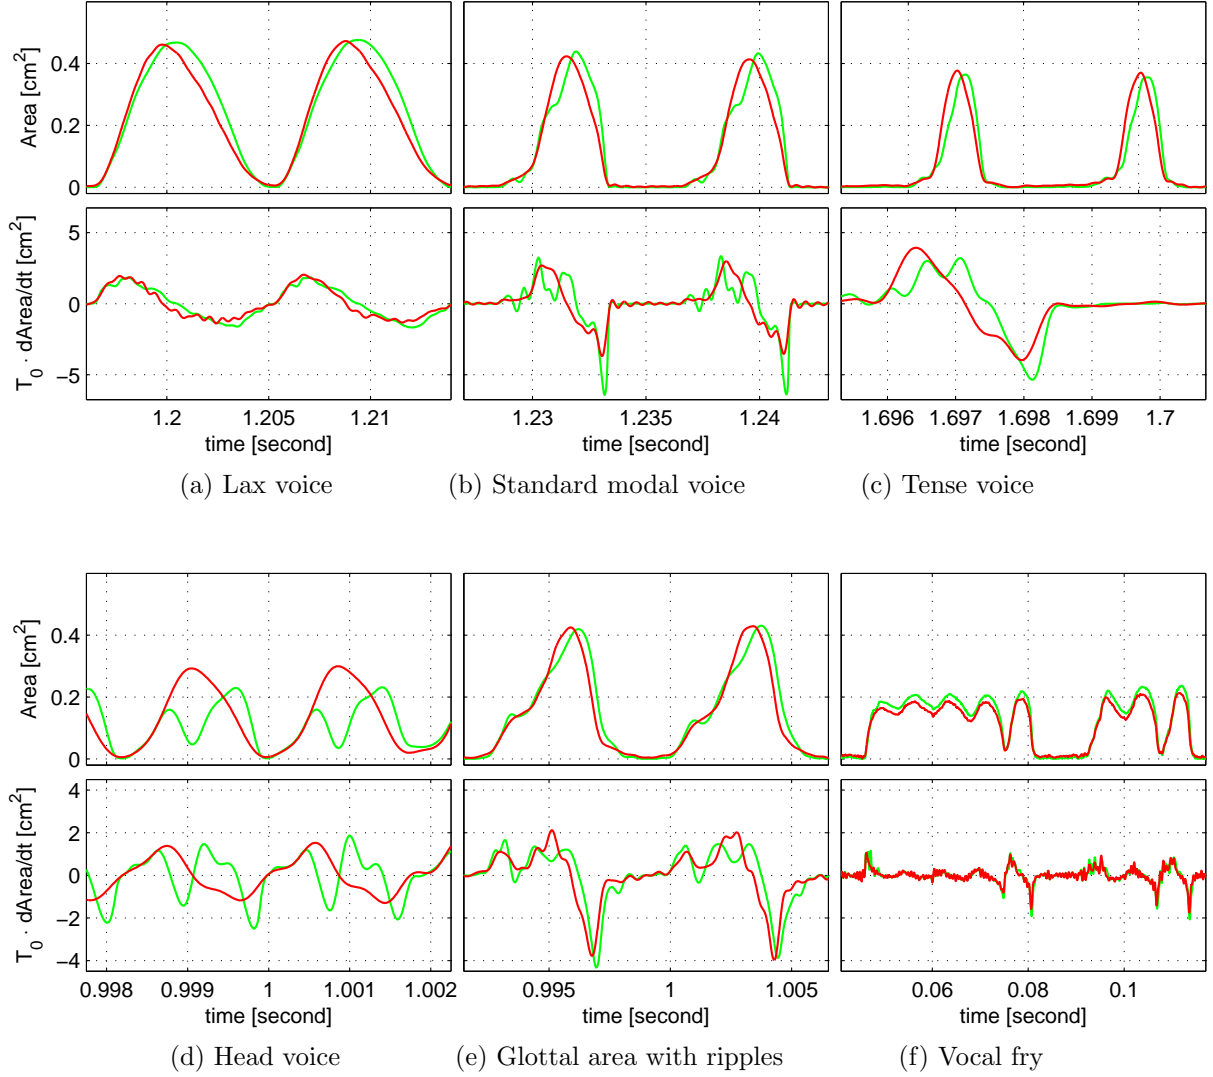 Area [cm²]
0.4
0.2
0
T₀ · dArea/dt [cm²]
5
0
−5
1.2 1.205 1.21
1.23 1.235 1.24
1.696 1.697 1.698 1.699 1.7
time [second] time [second] time [second]
(a) Lax voice (b) Standard modal voice (c) Tense voice
Area [cm²]
0.4
0.2
0
T₀ · dArea/dt [cm²]
4
2
0
−2
−4
0.998 0.999 1 1.001 1.002
0.995 1 1.005
0.06 0.08 0.1
time [second] time [second] time [second]
(d) Head voice (e) Glottal area with ripples (f) Vocal fry